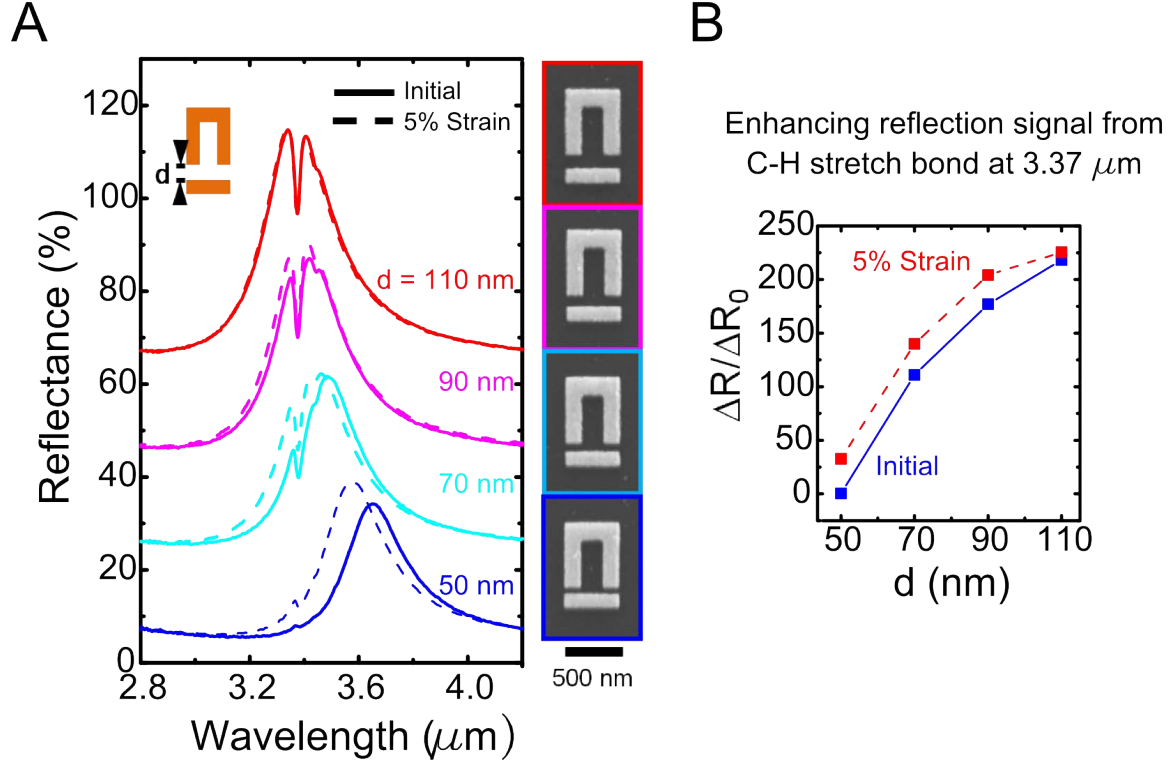 A
B
Initial
5% Strain
d
d = 110 nm
90 nm
70 nm
50 nm
120
100
80
60
40
20
0
Reflectance (%)
2.8
3.2
3.6
4.0
Wavelength (μm)
500 nm
Enhancing reflection signal from
C-H stretch bond at 3.37 μm
250
200
150
100
50
0
ΔR/ΔR₀
5% Strain
Initial
50
70
90
110
d (nm)